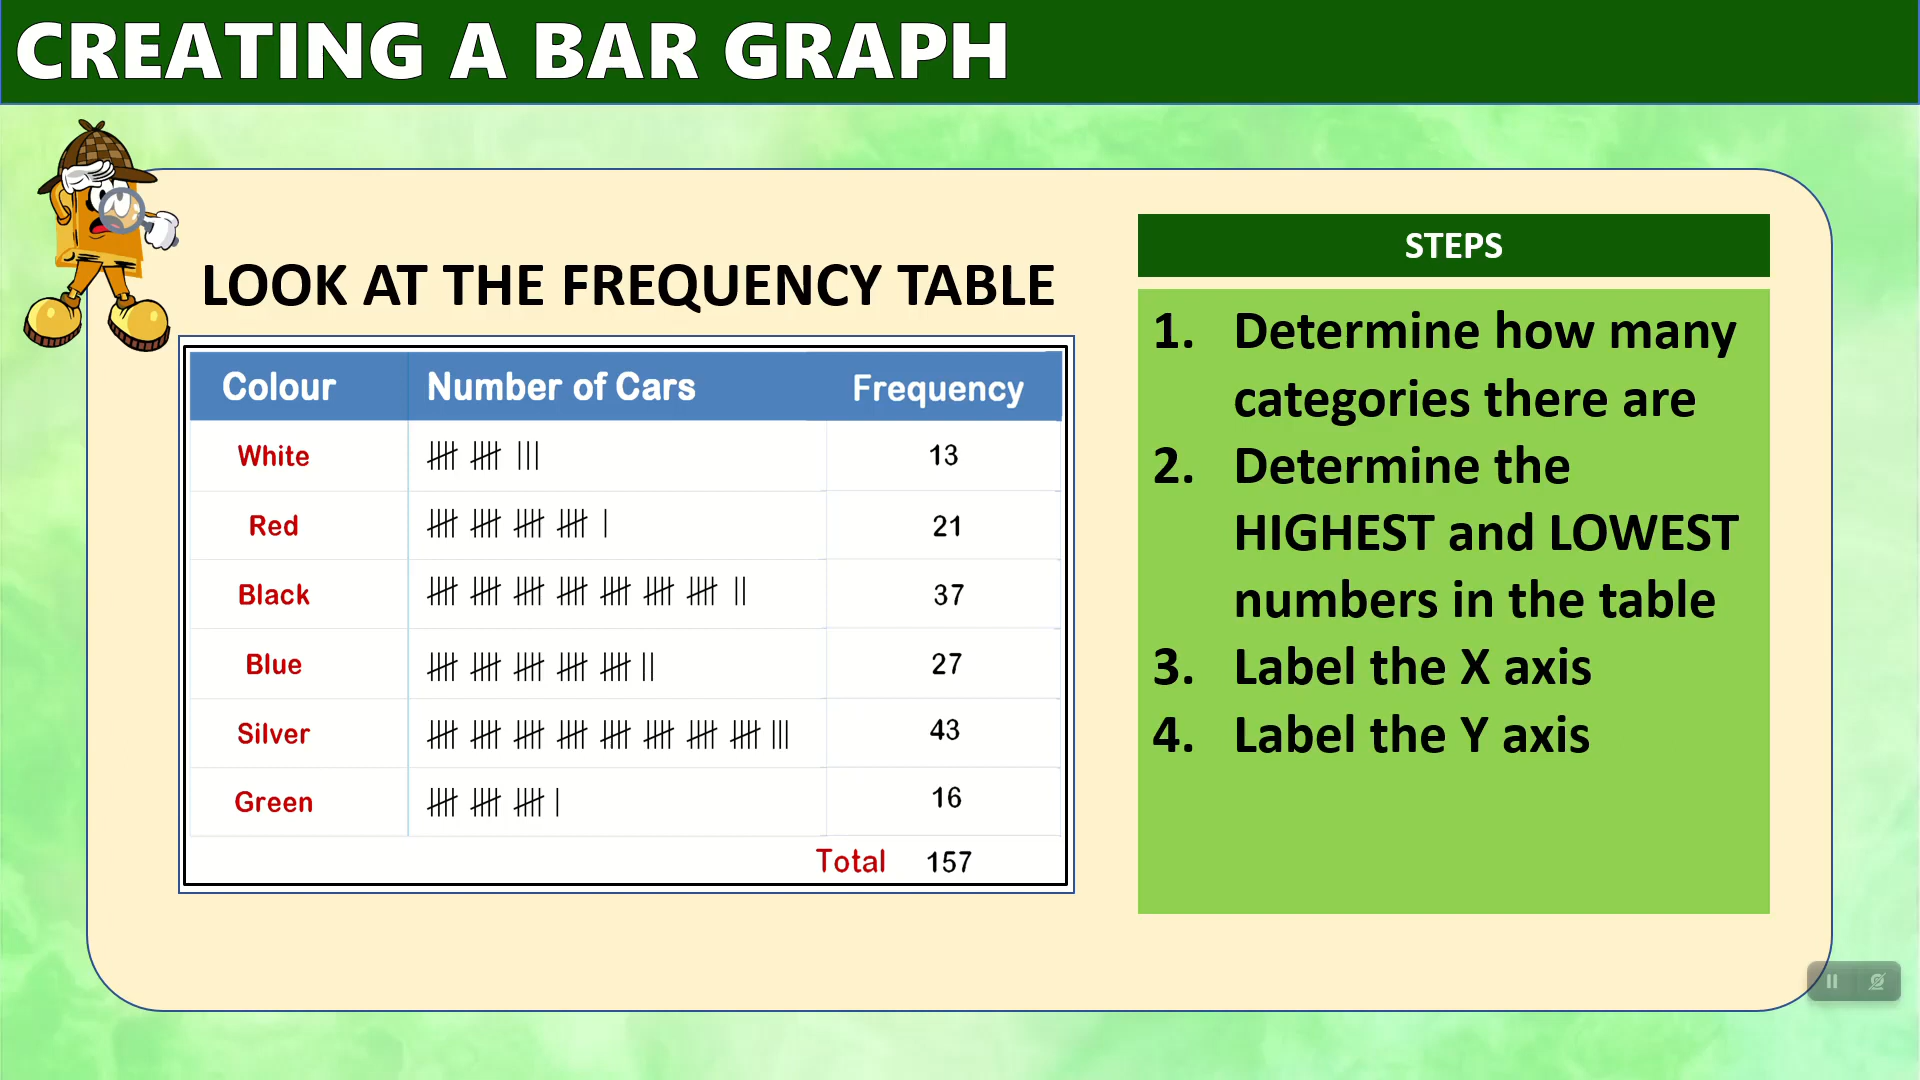 CREATING A BAR GRAPH
LOOK AT THE FREQUENCY TABLE
Colour Number of Cars Frequency
White 13
Red 21
Black 37
Blue 27
Silver 43
Green 16
Total 157
STEPS
1. Determine how many
categories there are
2. Determine the
HIGHEST and LOWEST
numbers in the table
3. Label the X axis
4. Label the Y axis